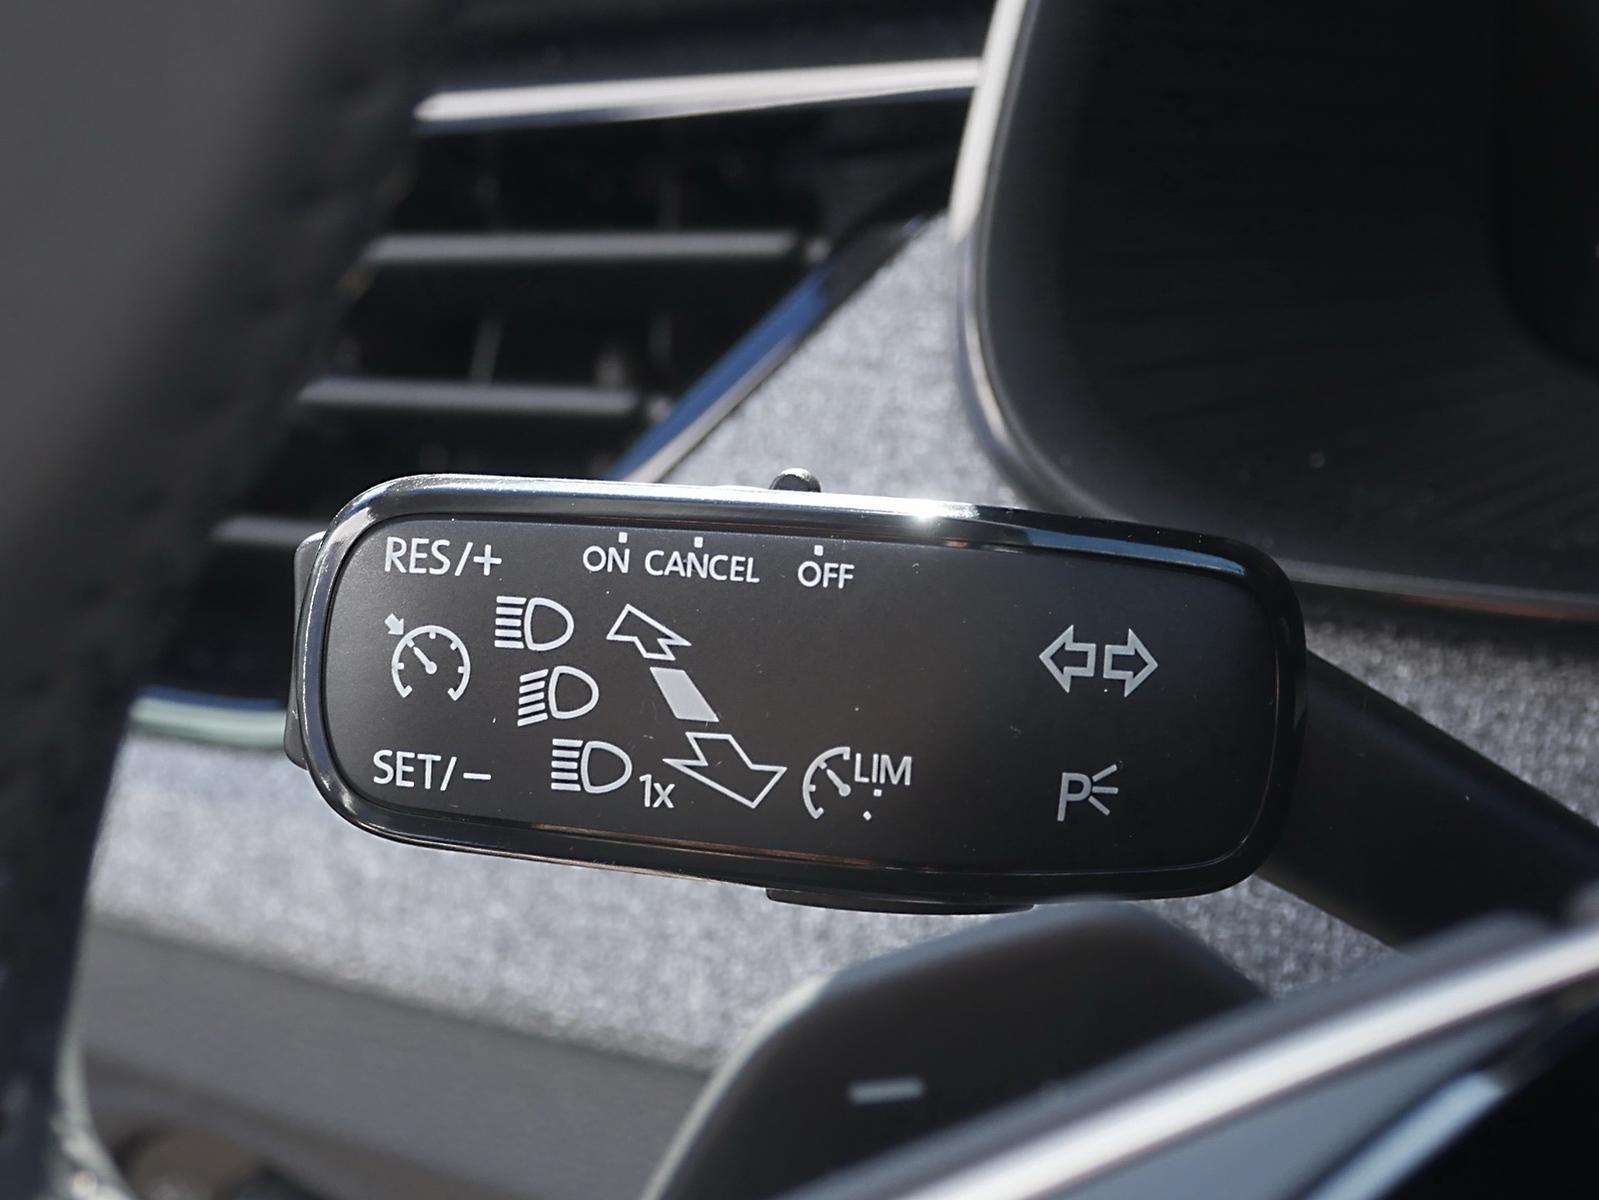 RES/+
ON CANCEL OFF
SET/−
1x
LIM
P